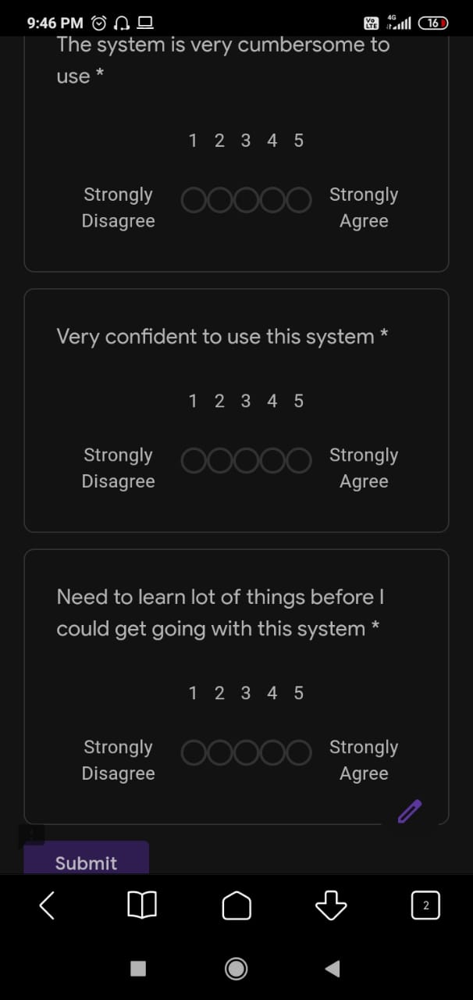 9:46 PM Vo LTE 4G 16
The system is very cumbersome to
use *
1 2 3 4 5
Strongly
Disagree
Strongly
Agree
Very confident to use this system *
1 2 3 4 5
Strongly
Disagree
Strongly
Agree
Need to learn lot of things before I
could get going with this system *
1 2 3 4 5
Strongly
Disagree
Strongly
Agree
Submit
2